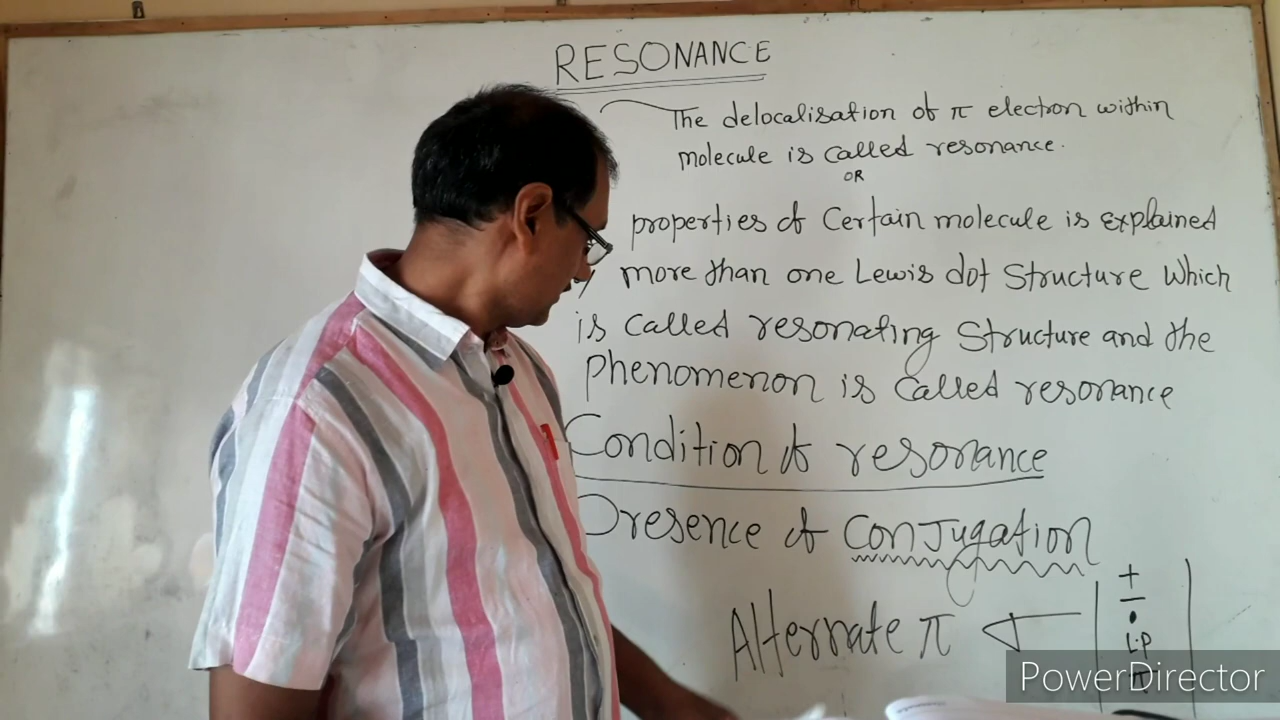 RESONANCE
The delocalisation of π electron within
molecule is called resonance.
OR
properties of Certain molecule is explained
more than one Lewis dot Structure Which
is called resonating Structure and the
Phenomenon is called resonance
Condition of resonance
Presence of Conjugation
Alternate π σ
+
-
•
L.P
π
PowerDirector